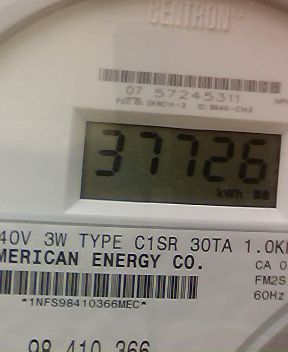 CENTRON®
07 57245311
37726
kWh
40V 3W TYPE C1SR 30TA 1.0K
MERICAN ENERGY CO.
CA 0
FM2S
60Hz
*1NFS98410366MEC*
98 410 366